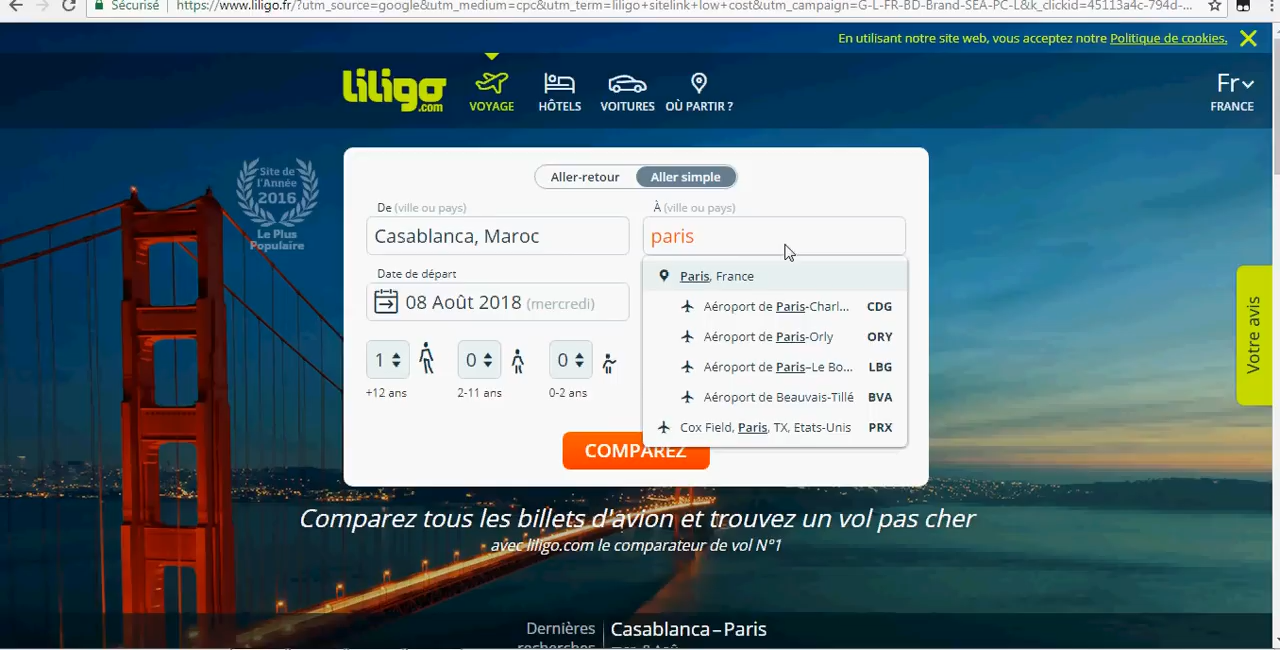 Sécurisé
https://www.liligo.fr/?utm_source=google&utm_medium=cpc&utm_term=liligo+sitelink+low+cost&utm_campaign=G-L-FR-BD-Brand-SEA-PC-L&k_clickid=45113a4c-794d-...
En utilisant notre site web, vous acceptez notre Politique de cookies.
liligo.com
VOYAGE
HÔTELS
VOITURES
OÙ PARTIR ?
Fr
FRANCE
Site de
l'Année
2016
Le Plus
Populaire
Aller-retour
Aller simple
De (ville ou pays)
Casablanca, Maroc
À (ville ou pays)
paris
Date de départ
08 Août 2018 (mercredi)
1
0
0
+12 ans
2-11 ans
0-2 ans
Paris, France
Aéroport de Paris-Charl... CDG
Aéroport de Paris-Orly ORY
Aéroport de Paris–Le Bo... LBG
Aéroport de Beauvais-Tillé BVA
Cox Field, Paris, TX, Etats-Unis PRX
COMPAREZ
Votre avis
Comparez tous les billets d'avion et trouvez un vol pas cher
avec liligo.com le comparateur de vol N°1
Dernières
recherches
Casablanca–Paris